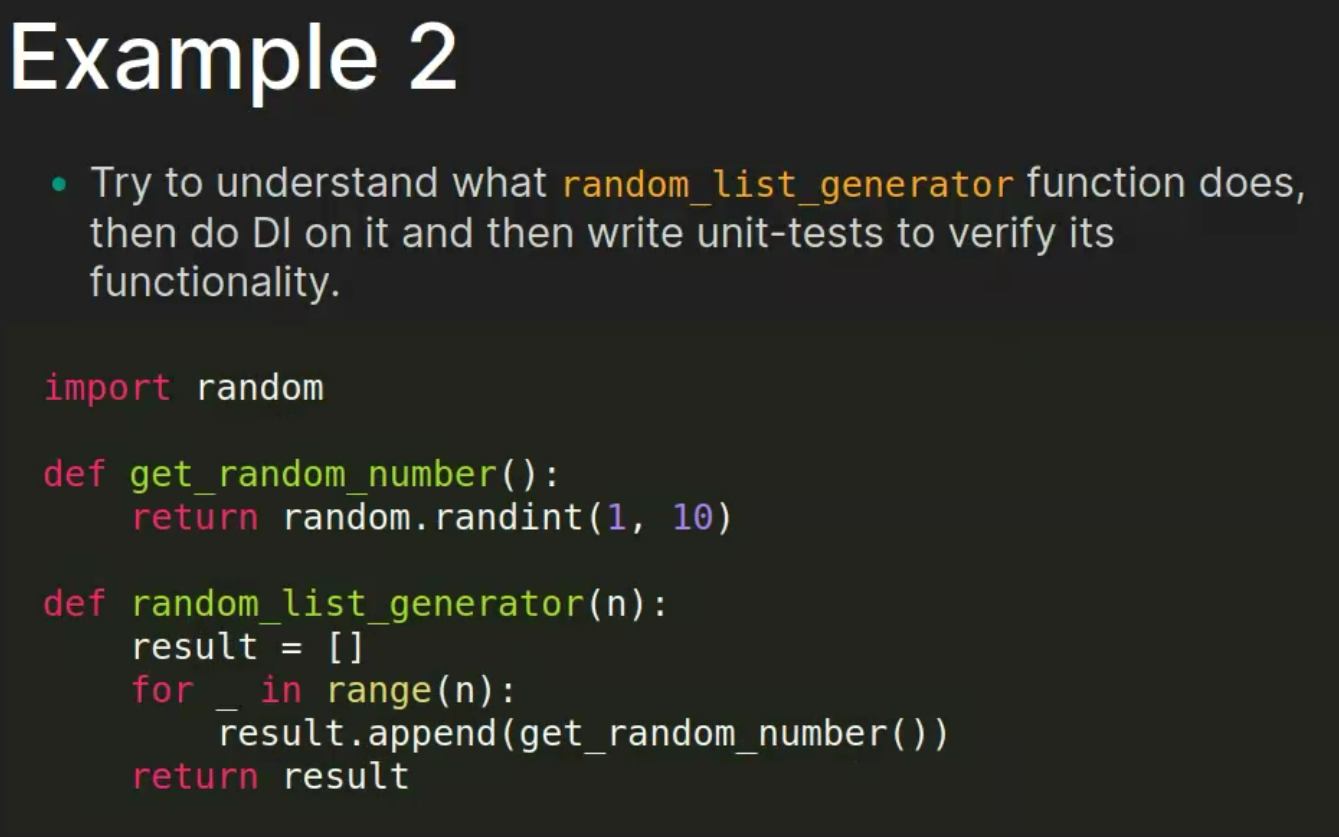 Example 2
Try to understand what random_list_generator function does,
then do DI on it and then write unit-tests to verify its
functionality.
import random
def get_random_number():
    return random.randint(1, 10)
def random_list_generator(n):
    result = []
    for _ in range(n):
        result.append(get_random_number())
    return result